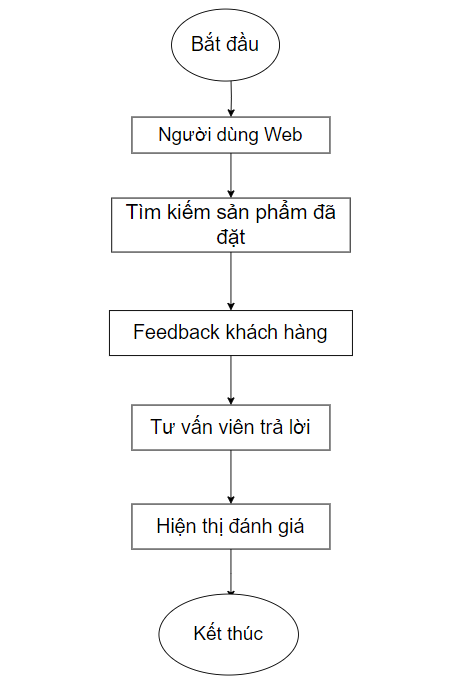 Bắt đầu
Người dùng Web
Tìm kiếm sản phẩm đã
đặt
Feedback khách hàng
Tư vấn viên trả lời
Hiện thị đánh giá
Kết thúc